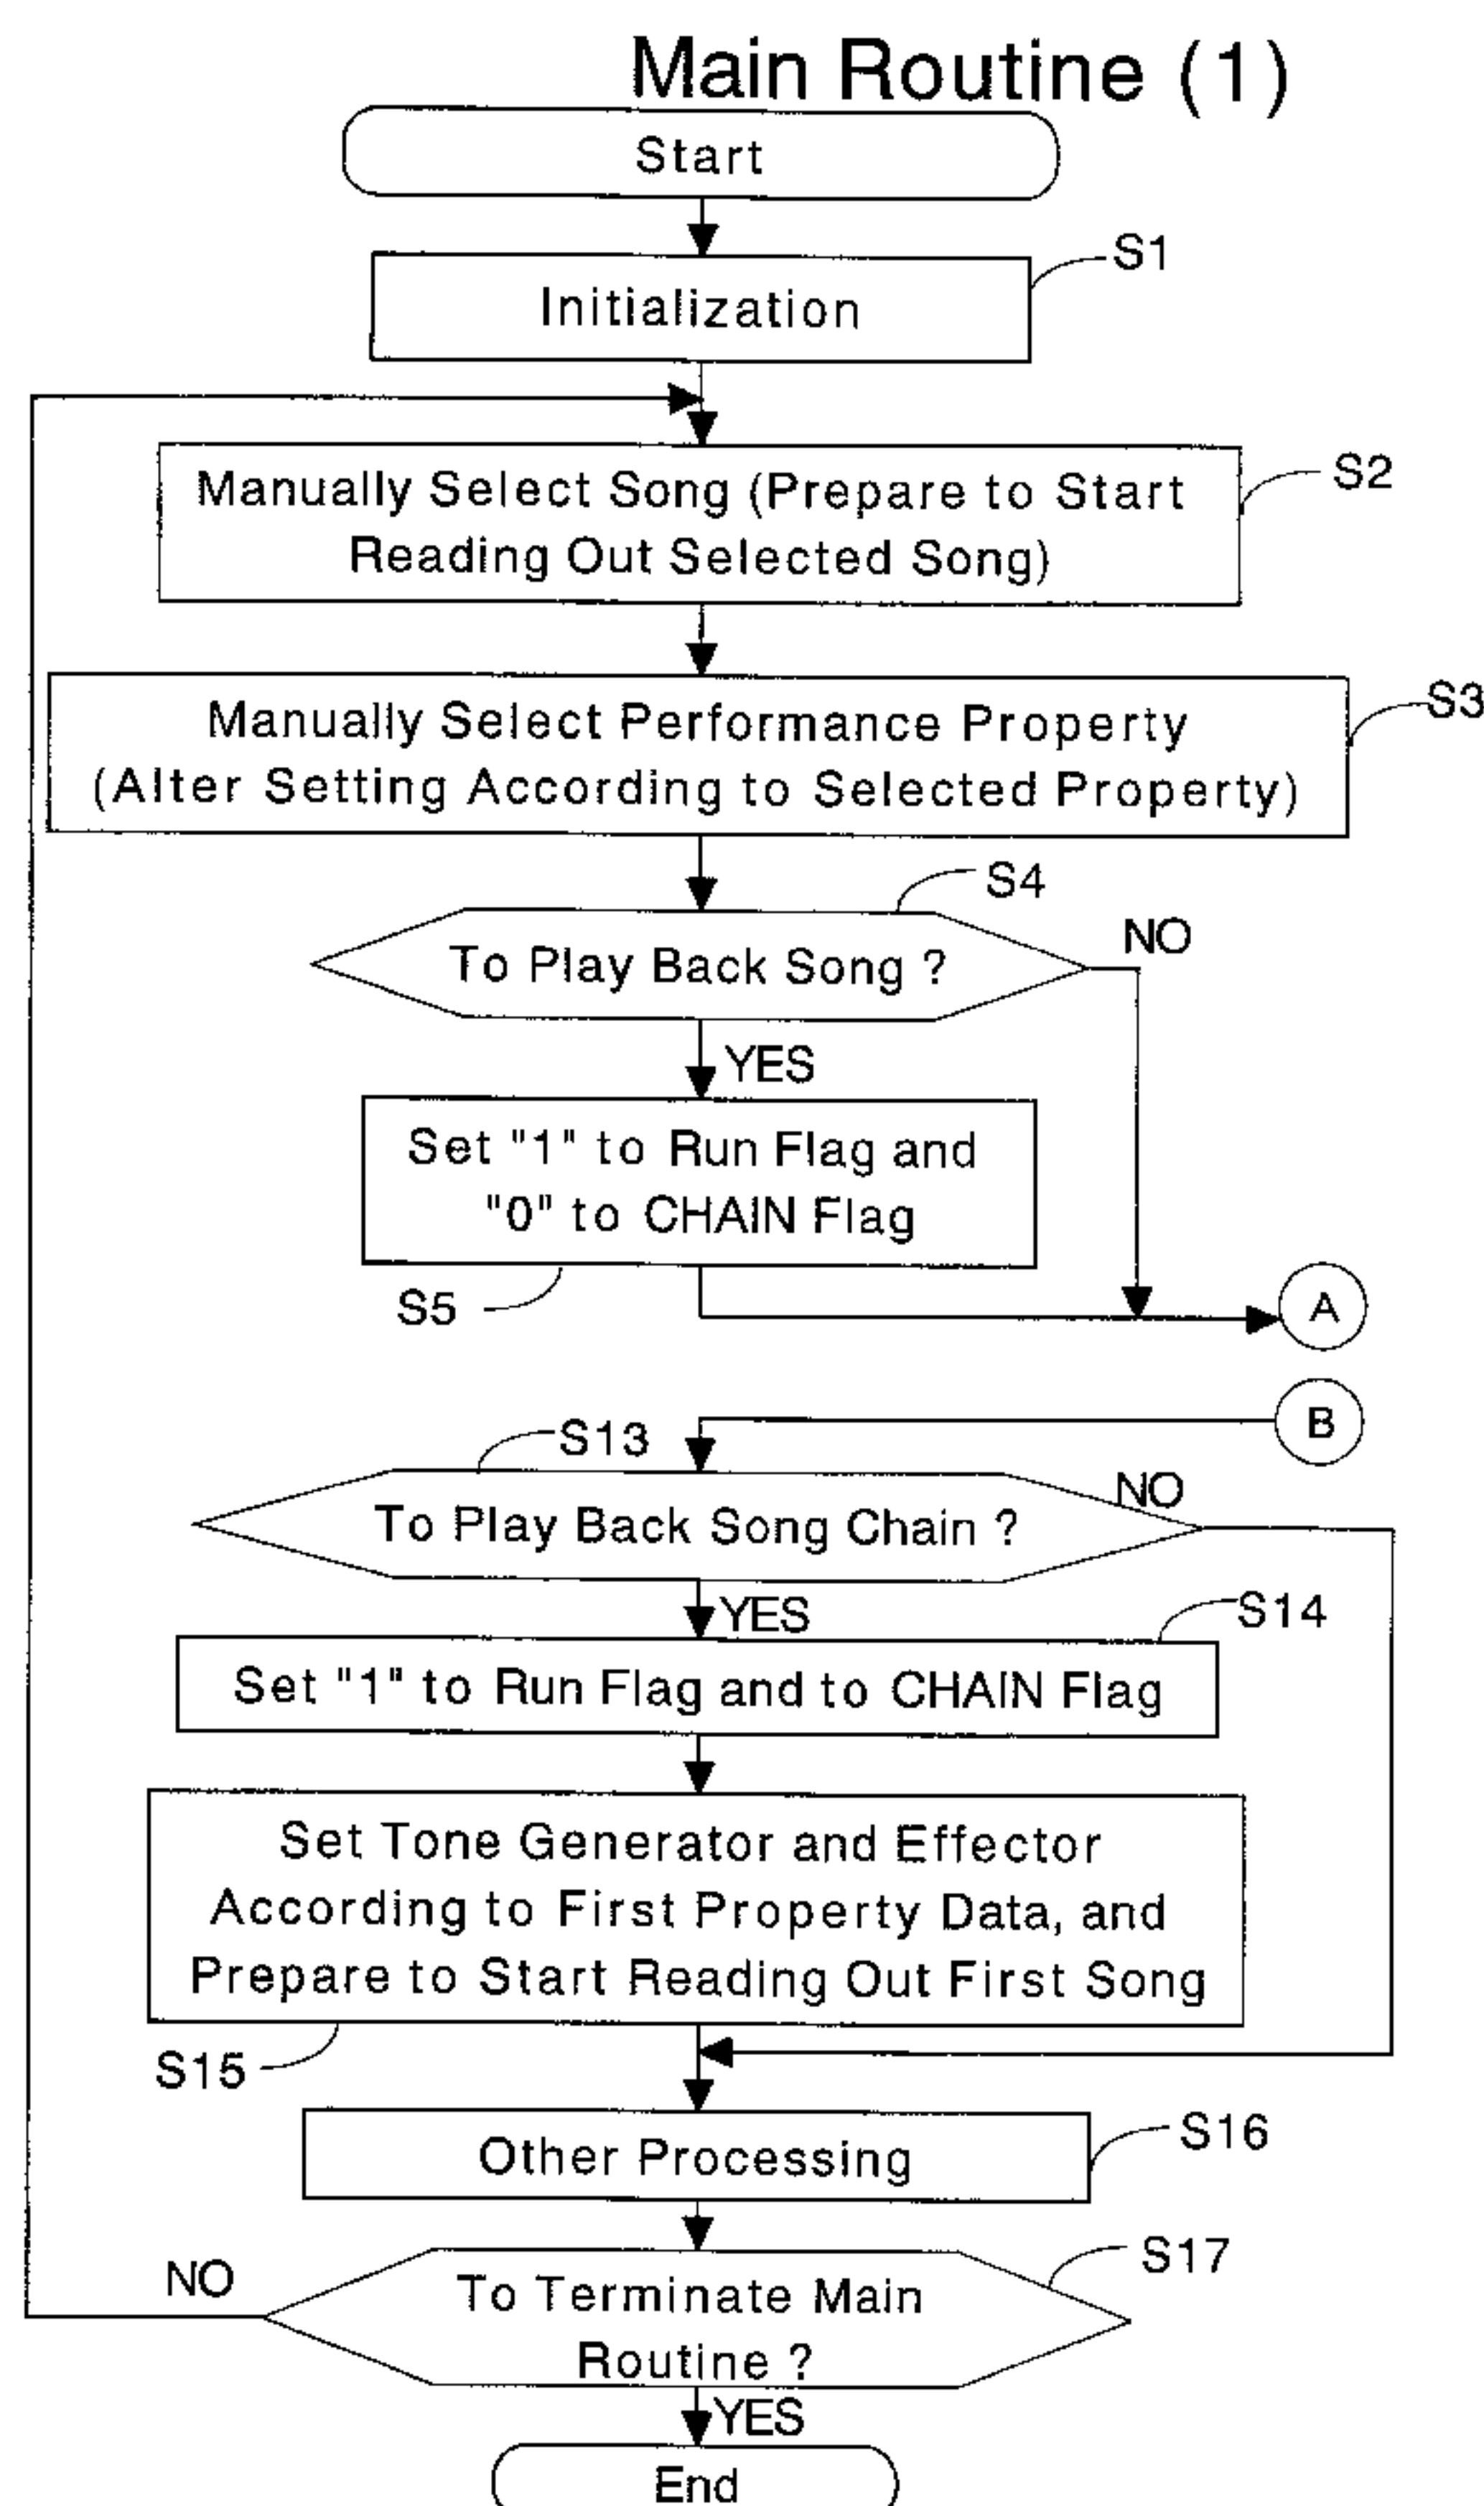 Main Routine (1)
Start
S1
Initialization
S2
Manually Select Song (Prepare to Start
Reading Out Selected Song)
S3
Manually Select Performance Property
(Alter Setting According to Selected Property)
S4
NO
To Play Back Song ?
YES
Set "1" to Run Flag and
"0" to CHAIN Flag
S5
A
B
S13
NO
To Play Back Song Chain ?
YES
S14
Set "1" to Run Flag and to CHAIN Flag
Set Tone Generator and Effector
According to First Property Data, and
Prepare to Start Reading Out First Song
S15
Other Processing
S16
S17
NO
To Terminate Main
Routine ?
YES
End